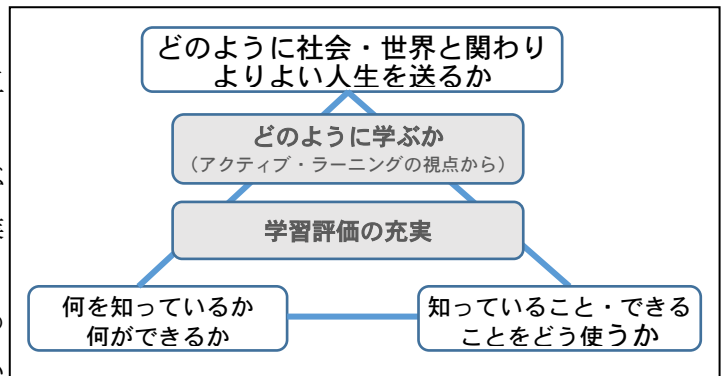 どのように社会・世界と関わり
よりよい人生を送るか
どのように学ぶか
（アクティブ・ラーニングの視点から）
学習評価の充実
何を知っているか
何ができるか
知っていること・できる
ことをどう使うか